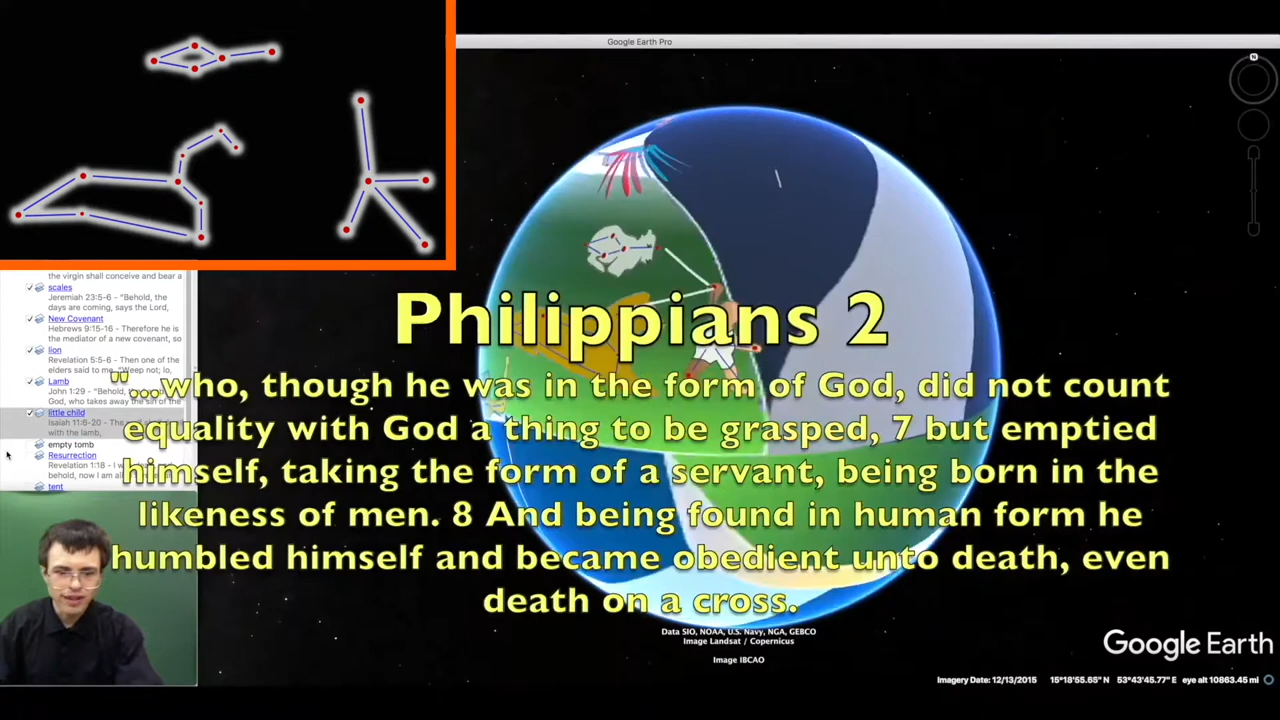 Google Earth Pro
the virgin shall conceive and bear a
scales
Jeremiah 23:5-6 - "Behold, the
days are coming, says the Lord,
New Covenant
Hebrews 9:15-16 - Therefore he is
the mediator of a new covenant, so
lion
Revelation 5:5-6 - Then one of the
elders said to me, "Weep not; lo,
Lamb
John 1:29 - "Behold, the
God, who takes away the sin of the
little child
Isaiah 11:6-20 - The
with the lamb,
empty tomb
Resurrection
Revelation 1:18 - I
behold, now I am
tent
Philippians 2
"...who, though he was in the form of God, did not count
equality with God a thing to be grasped, 7 but emptied
himself, taking the form of a servant, being born in the
likeness of men. 8 And being found in human form he
humbled himself and became obedient unto death, even
death on a cross.
Data SIO, NOAA, U.S. Navy, NGA, GEBCO
Image Landsat / Copernicus
Image IBCAO
Google Earth
Imagery Date: 12/13/2015 15°18'55.65" N 53°43'45.77" E eye alt 10863.45 mi
N